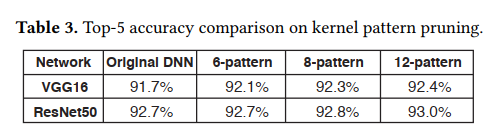 Table 3. Top-5 accuracy comparison on kernel pattern pruning.
Network Original DNN 6-pattern 8-pattern 12-pattern
VGG16 91.7% 92.1% 92.3% 92.4%
ResNet50 92.7% 92.7% 92.8% 93.0%